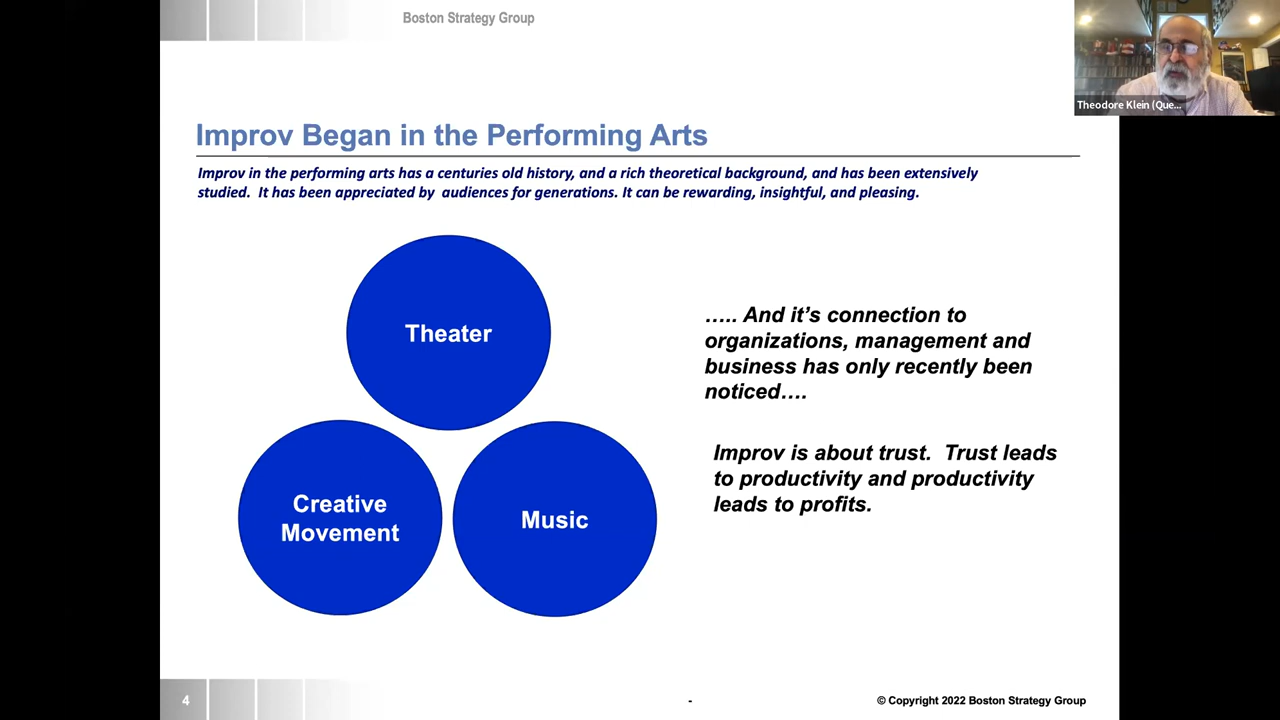 Boston Strategy Group
Theodore Klein (Que...
Improv Began in the Performing Arts
Improv in the performing arts has a centuries old history, and a rich theoretical background, and has been extensively
studied.  It has been appreciated by  audiences for generations. It can be rewarding, insightful, and pleasing.
Theater
….. And it’s connection to
organizations, management and
business has only recently been
noticed….
Improv is about trust.  Trust leads
to productivity and productivity
leads to profits.
Creative
Movement
Music
4
-
© Copyright 2022 Boston Strategy Group